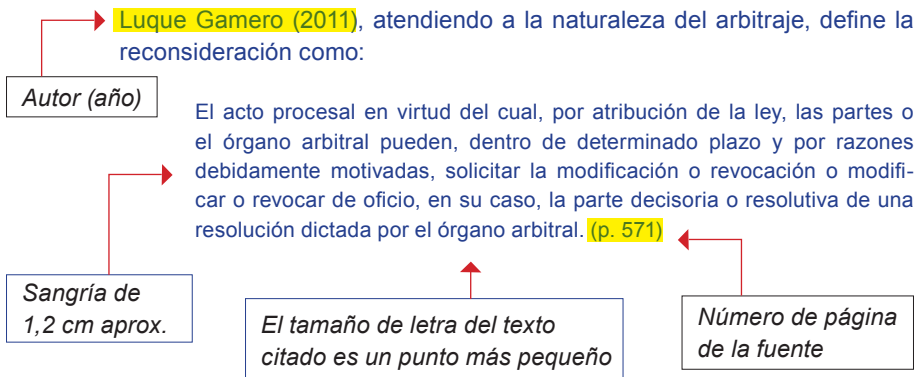 Luque Gamero (2011), atendiendo a la naturaleza del arbitraje, define la
reconsideración como:
Autor (año)
El acto procesal en virtud del cual, por atribución de la ley, las partes o
el órgano arbitral pueden, dentro de determinado plazo y por razones
debidamente motivadas, solicitar la modificación o revocación o modifi-
car o revocar de oficio, en su caso, la parte decisoria o resolutiva de una
resolución dictada por el órgano arbitral. (p. 571)
Sangría de
1,2 cm aprox.
El tamaño de letra del texto
citado es un punto más pequeño
Número de página
de la fuente